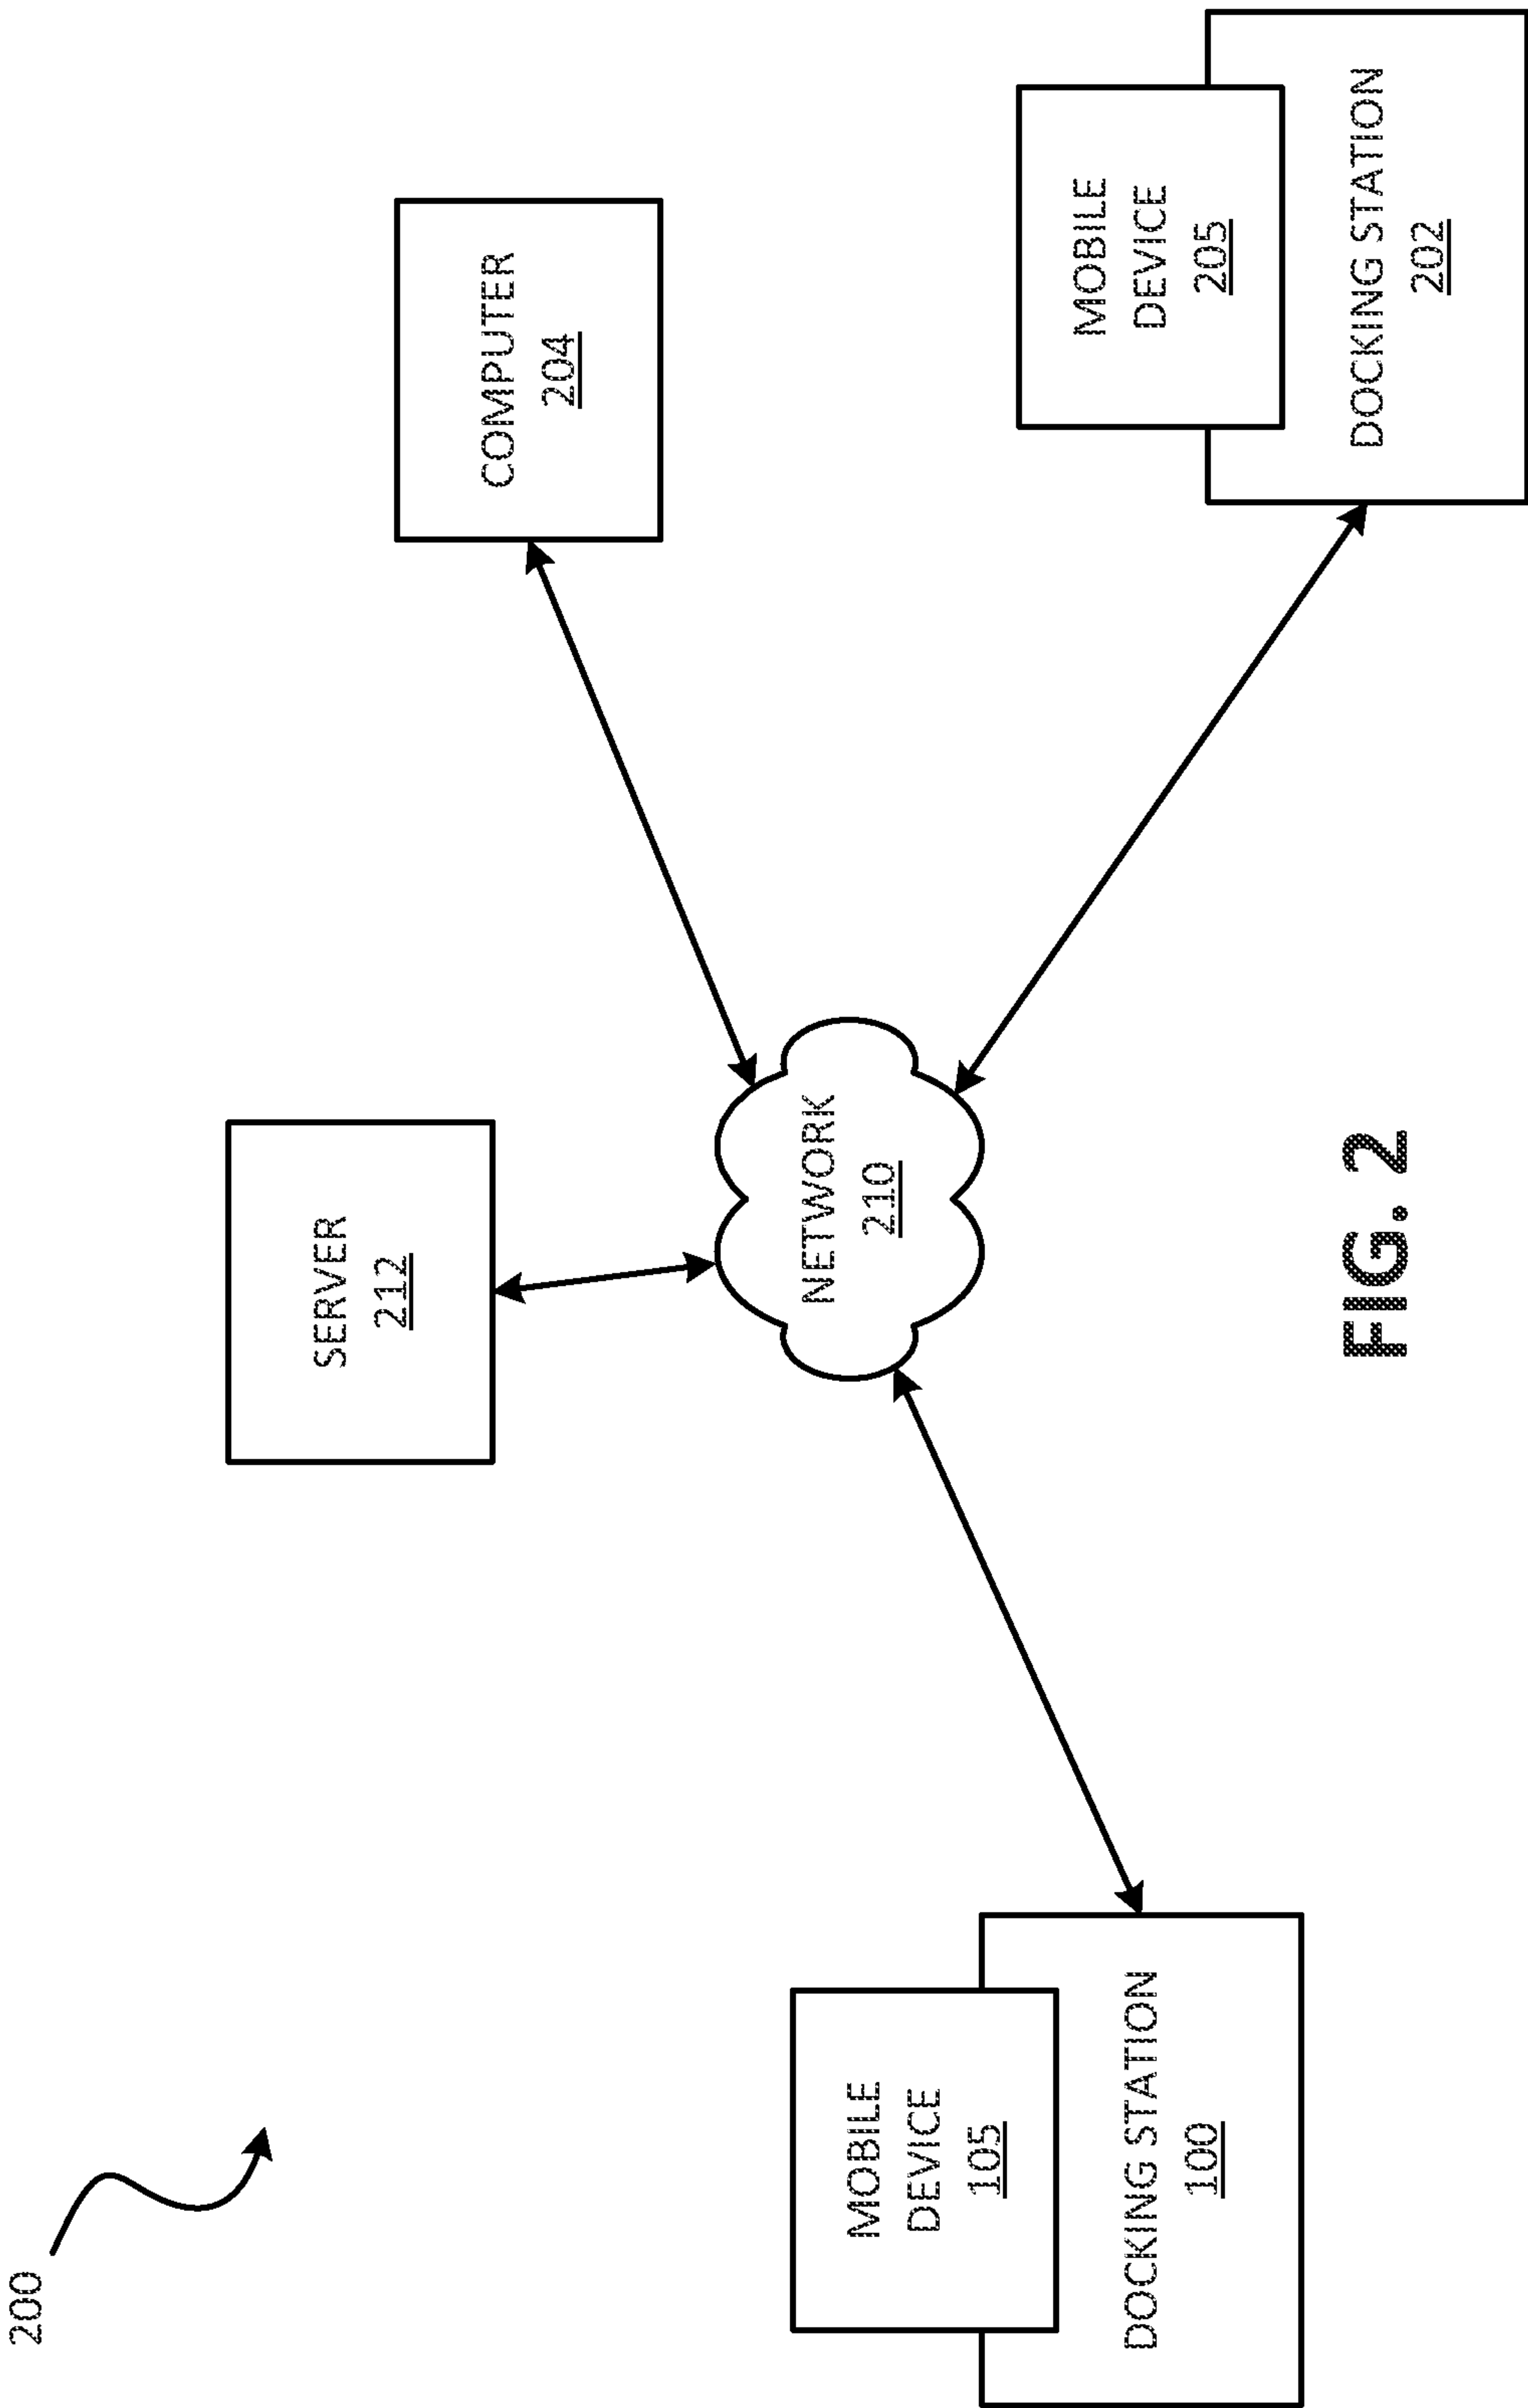 200
SERVER
212
COMPUTER
204
NETWORK
210
MOBILE
DEVICE
105
DOCKING STATION
100
MOBILE
DEVICE
205
DOCKING STATION
202
FIG. 2